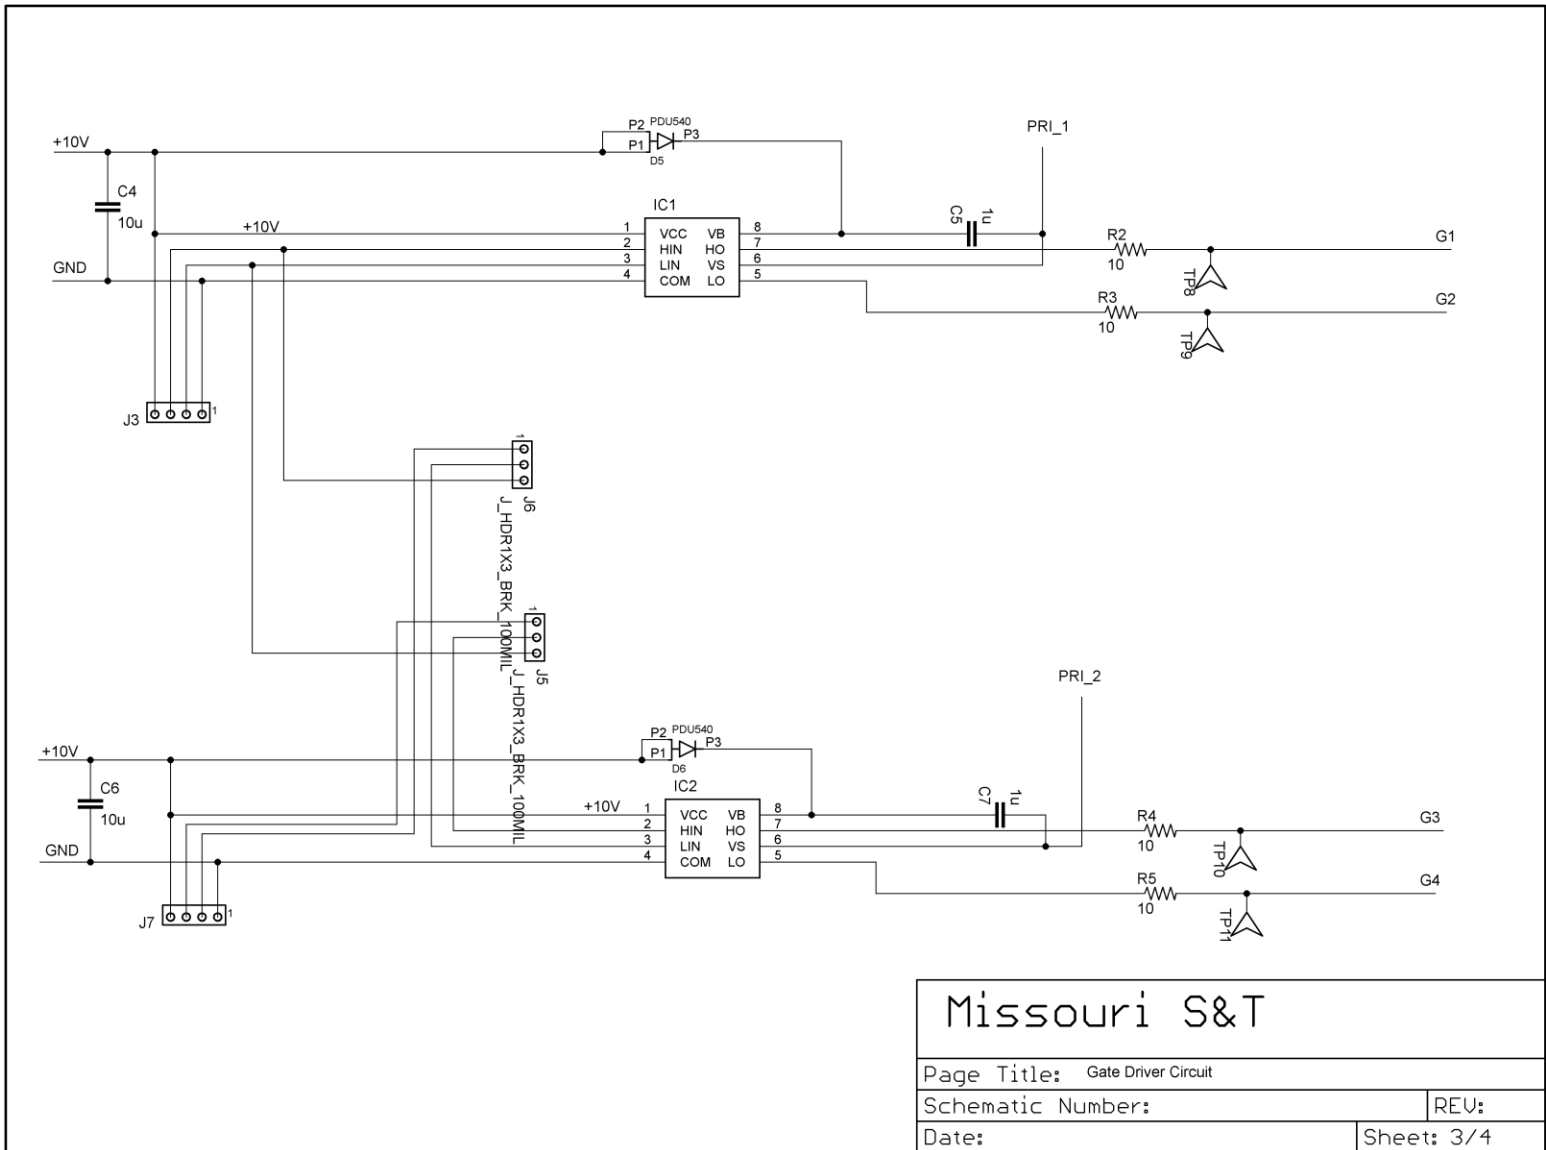 PRI_1
P2 PDU540
P3
P1
D5
+10V
C4
10u
+10V
GND
IC1
1 VCC VB 8
2 HIN HO 7
3 LIN VS 6
4 COM LO 5
C5
1u
R2
10
TP8
G1
R3
10
TP9
G2
J3
1
1
J6
J_HDR1X3_BRK_100MIL
1
J5
J_HDR1X3_BRK_100MIL
PRI_2
P2 PDU540
P3
P1
D6
+10V
C6
10u
GND
+10V
IC2
1 VCC VB 8
2 HIN HO 7
3 LIN VS 6
4 COM LO 5
C7
1u
R4
10
TP10
G3
R5
10
TP11
G4
J7
1
Missouri S&T
Page Title: Gate Driver Circuit
Schematic Number:
REV:
Date:
Sheet: 3/4